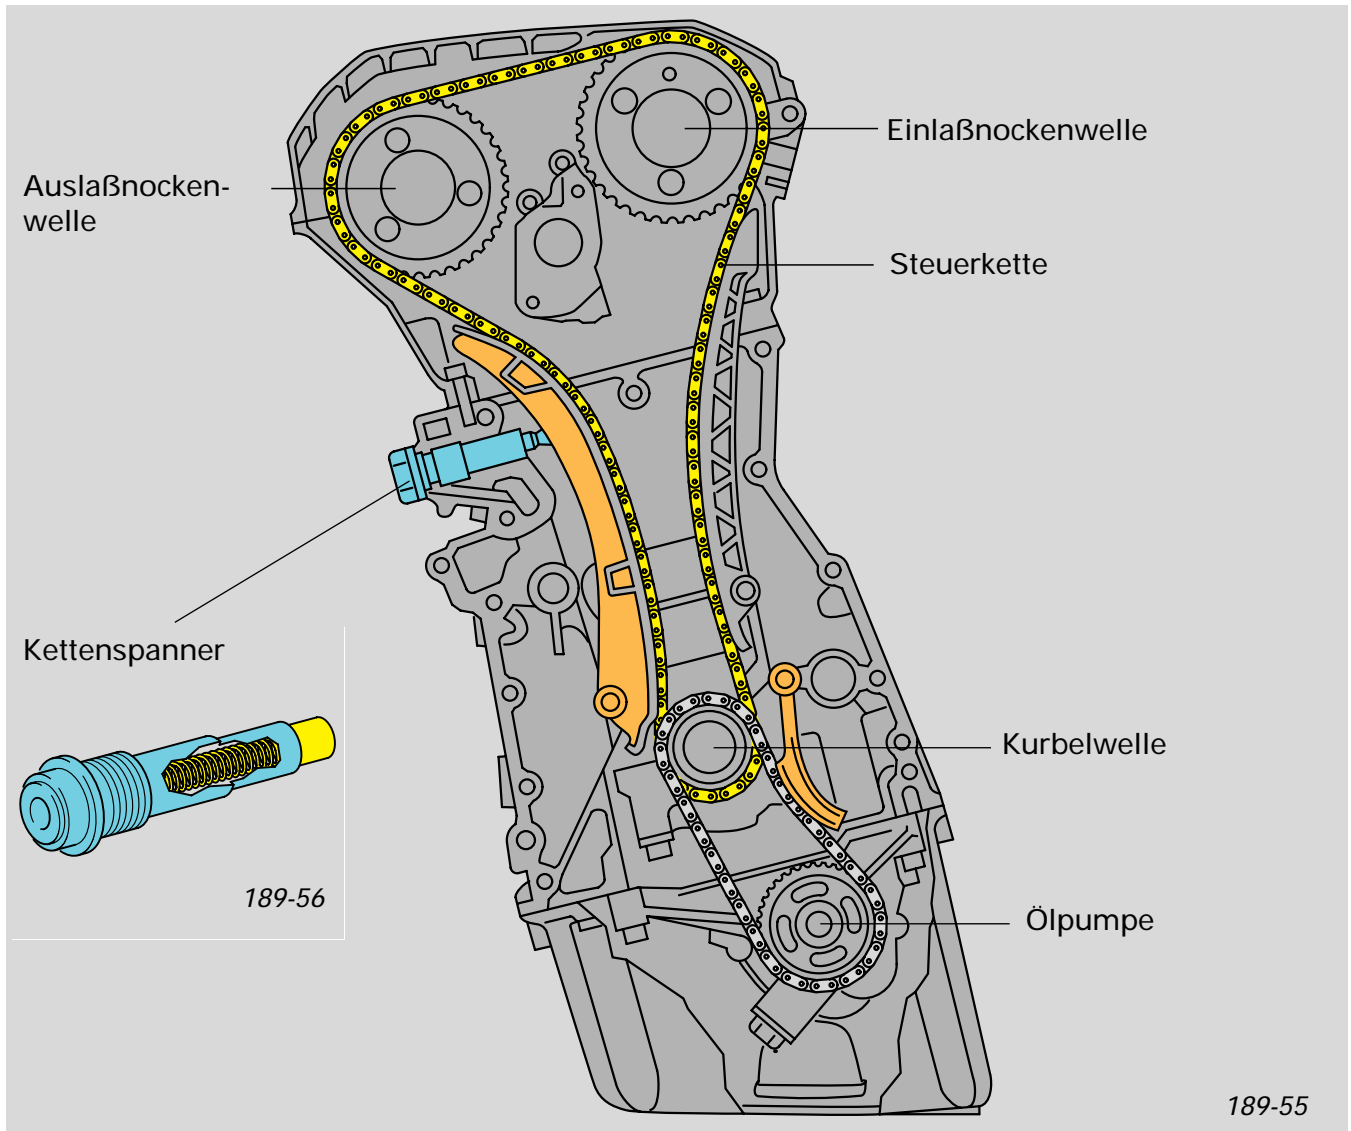 Einlaßnockenwelle
Auslaßnocken-
welle
Steuerkette
Kettenspanner
Kurbelwelle
189-56
Ölpumpe
189-55